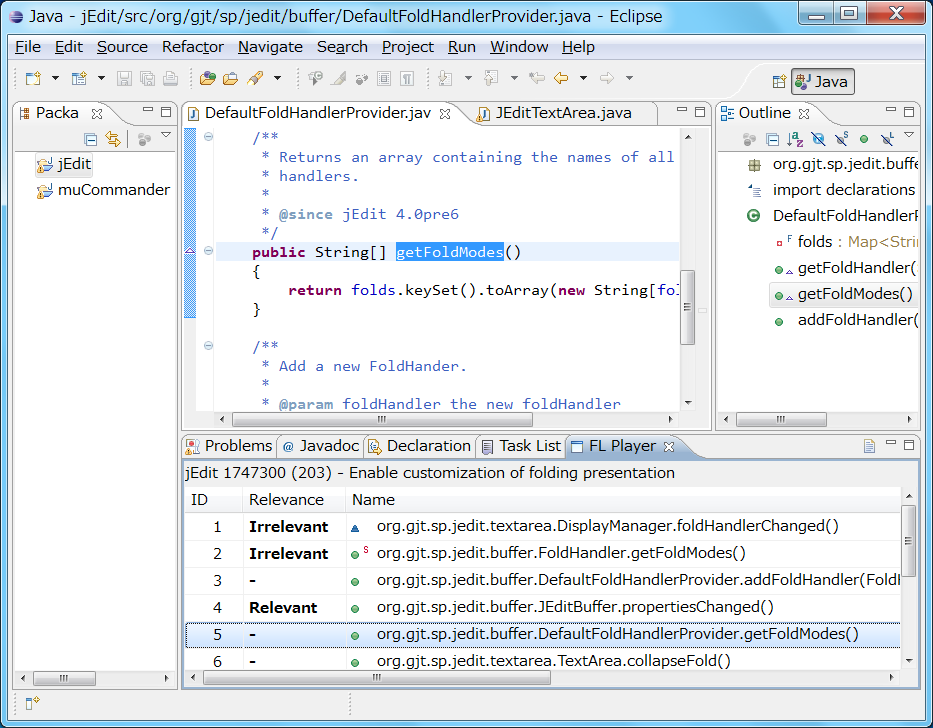 Java - jEdit/src/org/gjt/sp/jedit/buffer/DefaultFoldHandlerProvider.java - Eclipse
File Edit Source Refactor Navigate Search Project Run Window Help
Java
Packa
jEdit
muCommander
DefaultFoldHandlerProvider.jav
JEditTextArea.java
/**
* Returns an array containing the names of all
* handlers.
*
* @since jEdit 4.0pre6
*/
public String[] getFoldModes()
{
return folds.keySet().toArray(new String[fol
}
/**
* Add a new FoldHander.
*
* @param foldHandler the new foldHandler
Outline
org.gjt.sp.jedit.buffe
import declarations
DefaultFoldHandlerP
folds : Map<Strin
getFoldHandler(
getFoldModes()
addFoldHandler(
Problems @ Javadoc Declaration Task List FL Player
jEdit 1747300 (203) - Enable customization of folding presentation
ID Relevance Name
1 Irrelevant org.gjt.sp.jedit.textarea.DisplayManager.foldHandlerChanged()
2 Irrelevant S org.gjt.sp.jedit.buffer.FoldHandler.getFoldModes()
3 - org.gjt.sp.jedit.buffer.DefaultFoldHandlerProvider.addFoldHandler(FoldH
4 Relevant org.gjt.sp.jedit.buffer.JEditBuffer.propertiesChanged()
5 - org.gjt.sp.jedit.buffer.DefaultFoldHandlerProvider.getFoldModes()
6 - org.gjt.sp.jedit.textarea.TextArea.collapseFold()